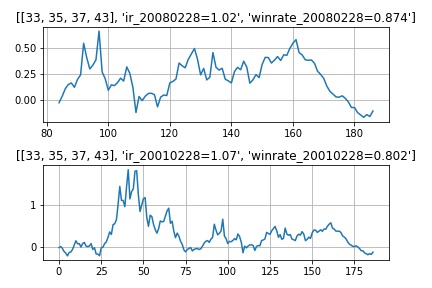 [[33, 35, 37, 43], 'ir_20080228=1.02', 'winrate_20080228=0.874']
0.50
0.25
0.00
80 100 120 140 160 180
[[33, 35, 37, 43], 'ir_20010228=1.07', 'winrate_20010228=0.802']
1
0
0 25 50 75 100 125 150 175